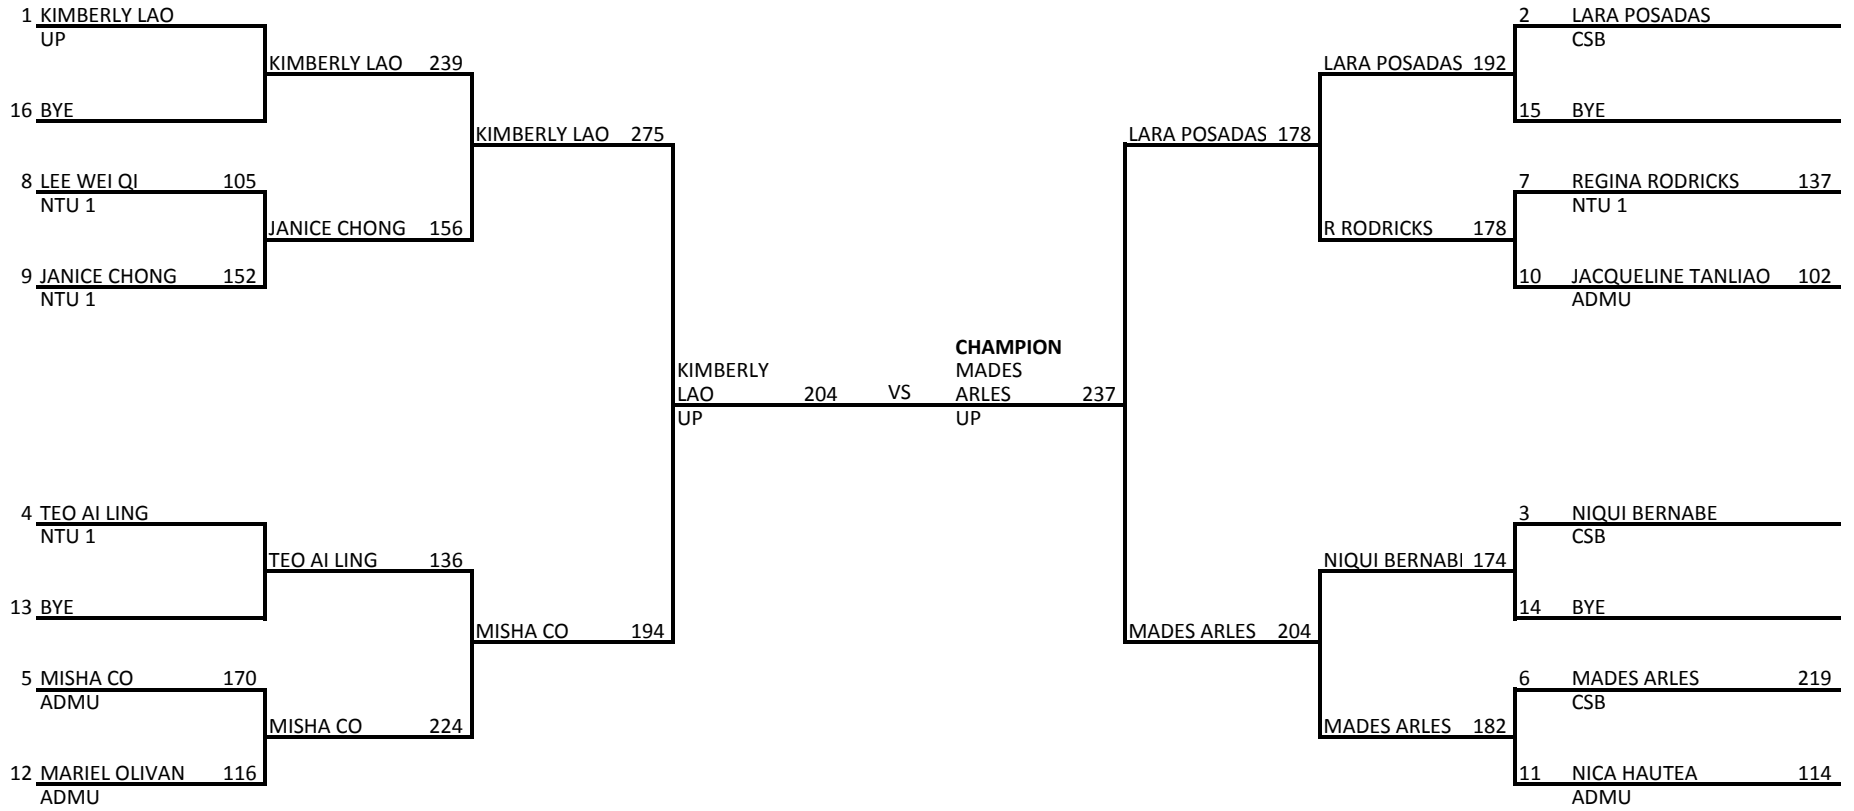 1 KIMBERLY LAO
UP
KIMBERLY LAO 239
16 BYE
KIMBERLY LAO 275
8 LEE WEI QI 105
NTU 1
JANICE CHONG 156
9 JANICE CHONG 152
NTU 1
KIMBERLY
LAO 204
UP
VS
4 TEO AI LING
NTU 1
TEO AI LING 136
13 BYE
MISHA CO 194
5 MISHA CO 170
ADMU
MISHA CO 224
12 MARIEL OLIVAN 116
ADMU
CHAMPION
MADES
ARLES 237
UP
2 LARA POSADAS
CSB
LARA POSADAS 192
15 BYE
LARA POSADAS 178
7 REGINA RODRICKS 137
NTU 1
R RODRICKS 178
10 JACQUELINE TANLIAO 102
ADMU
3 NIQUI BERNABE
CSB
NIQUI BERNABE 174
14 BYE
MADES ARLES 204
6 MADES ARLES 219
CSB
MADES ARLES 182
11 NICA HAUTEA 114
ADMU